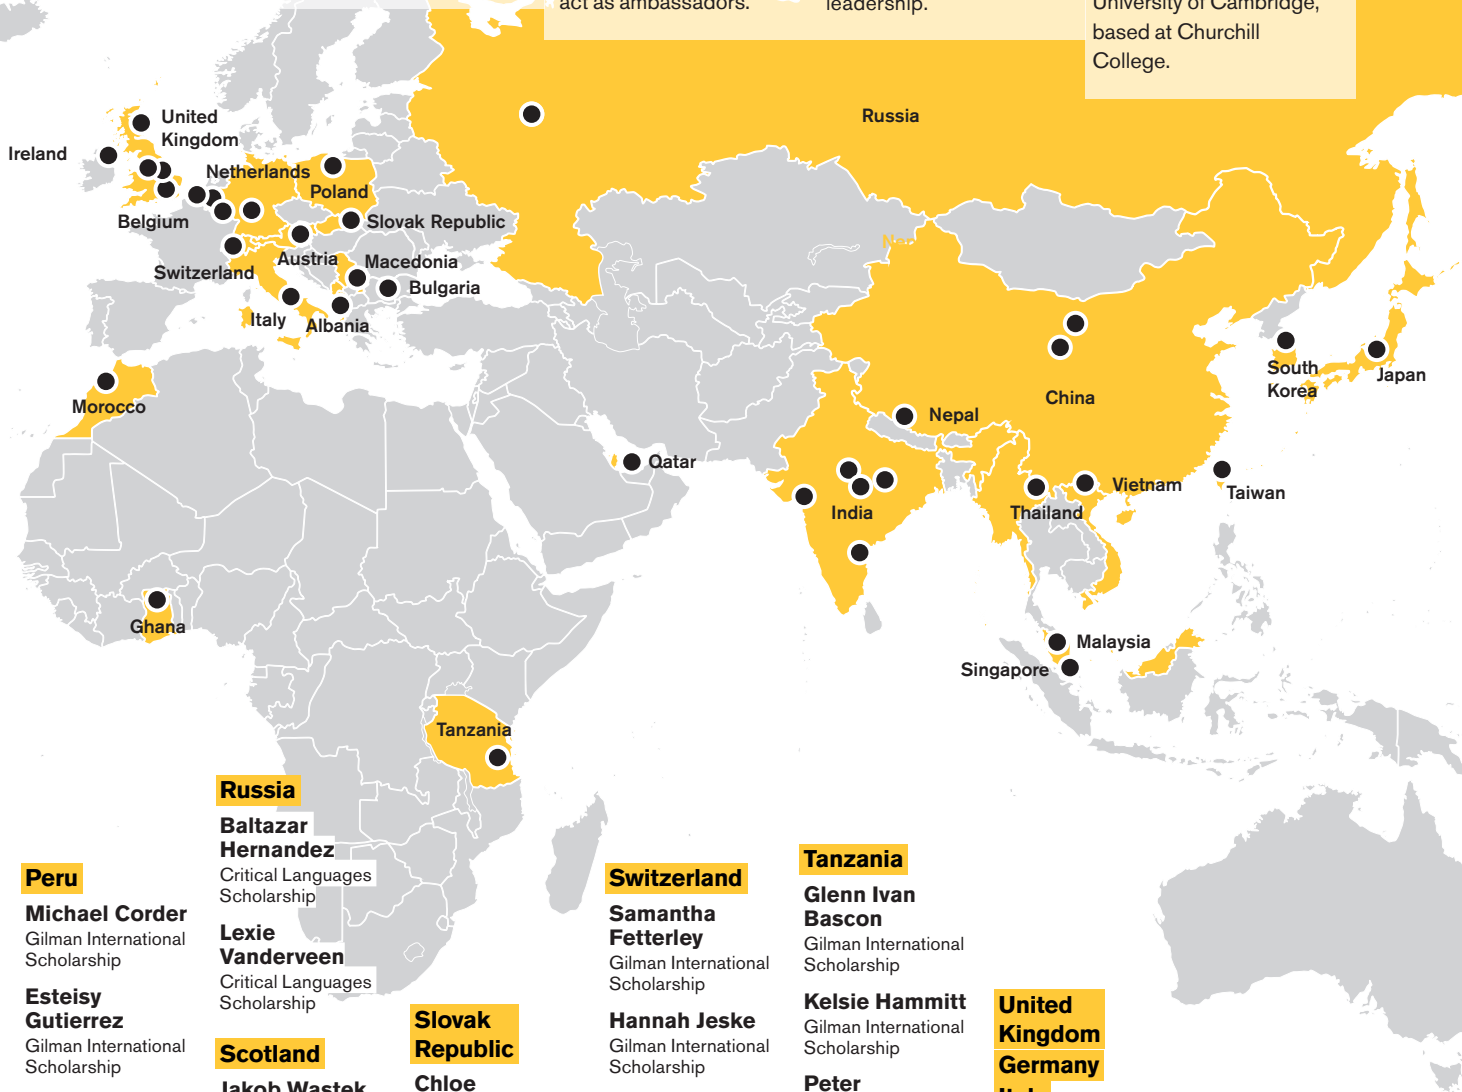 act as ambassadors.
leadership.
University of Cambridge,
based at Churchill
College.
Russia
United
Kingdom
Ireland
Netherlands
Poland
Belgium
Slovak Republic
Austria
Macedonia
Switzerland
Bulgaria
Italy
Albania
Morocco
South
Korea
Japan
China
Nepal
Qatar
Vietnam
Taiwan
India
Thailand
Ghana
Malaysia
Singapore
Tanzania
Peru
Michael Corder
Gilman International
Scholarship
Esteisy
Gutierrez
Gilman International
Scholarship
Russia
Baltazar
Hernandez
Critical Languages
Scholarship
Lexie
Vanderveen
Critical Languages
Scholarship
Scotland
Jakob Wastek
Slovak
Republic
Chloe
Switzerland
Samantha
Fetterley
Gilman International
Scholarship
Hannah Jeske
Gilman International
Scholarship
Tanzania
Glenn Ivan
Bascon
Gilman International
Scholarship
Kelsie Hammitt
Gilman International
Scholarship
Peter
United
Kingdom
Germany
Italy